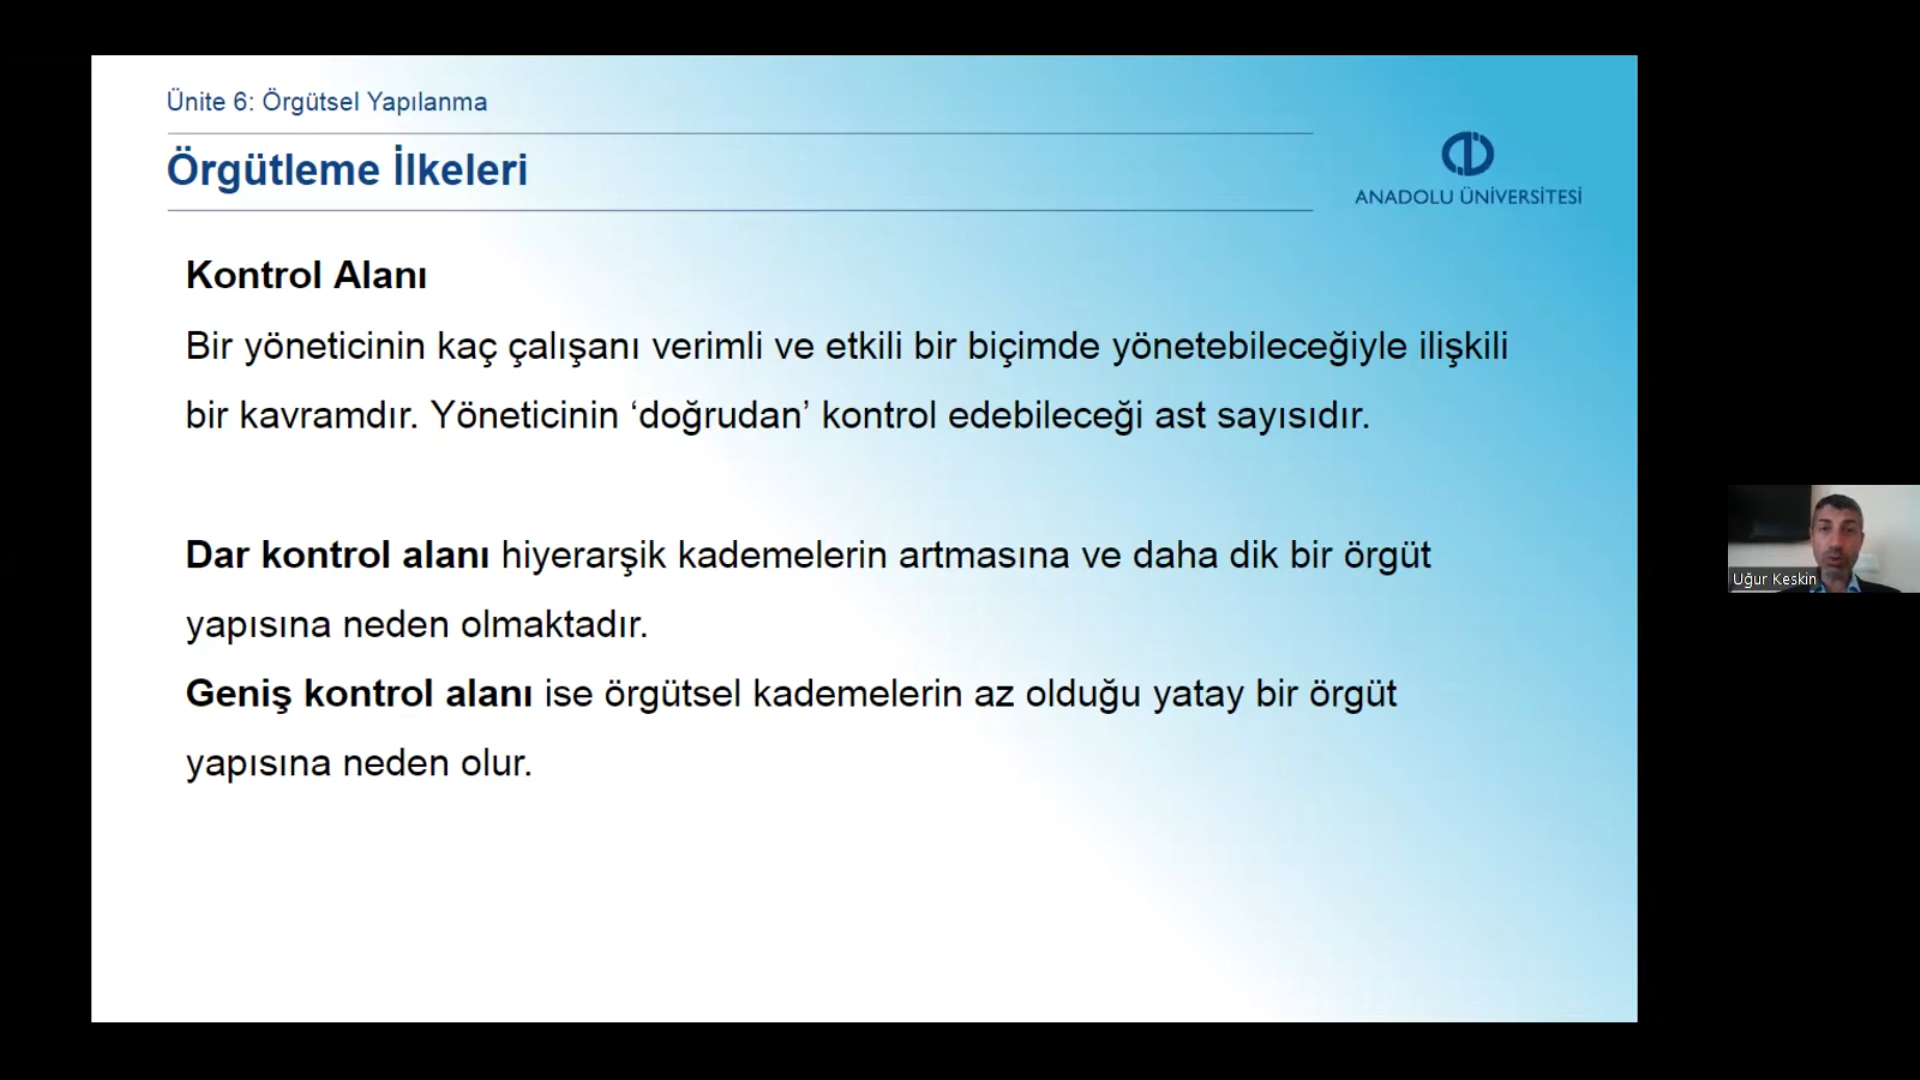 Ünite 6: Örgütsel Yapılanma
Örgütleme İlkeleri
ANADOLU ÜNİVERSİTESİ
Kontrol Alanı
Bir yöneticinin kaç çalışanı verimli ve etkili bir biçimde yönetebileceğiyle ilişkili
bir kavramdır. Yöneticinin ‘doğrudan’ kontrol edebileceği ast sayısıdır.
Dar kontrol alanı hiyerarşik kademelerin artmasına ve daha dik bir örgüt
yapısına neden olmaktadır.
Geniş kontrol alanı ise örgütsel kademelerin az olduğu yatay bir örgüt
yapısına neden olur.
Uğur Keskin